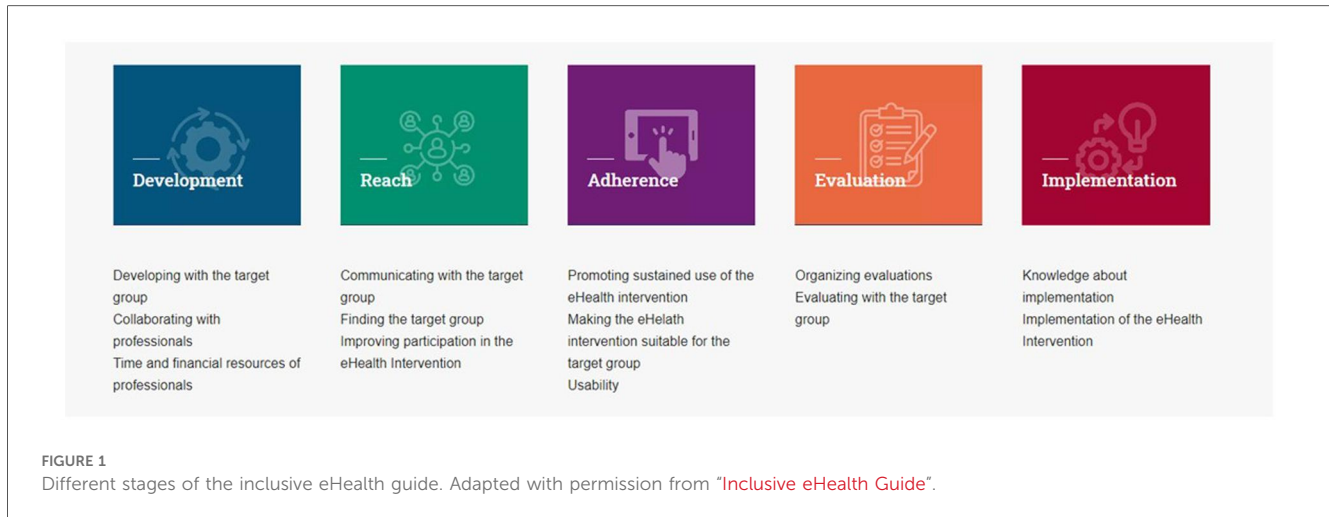 Development
Developing with the target
group
Collaborating with
professionals
Time and financial resources of
professionals
Reach
Communicating with the target
group
Finding the target group
Improving participation in the
eHealth Intervention
Adherence
Promoting sustained use of the
eHealth intervention
Making the eHelath
intervention suitable for the
target group
Usability
Evaluation
Organizing evaluations
Evaluating with the target
group
Implementation
Knowledge about
implementation
Implementation of the eHealth
Intervention
FIGURE 1
Different stages of the inclusive eHealth guide. Adapted with permission from “Inclusive eHealth Guide”.